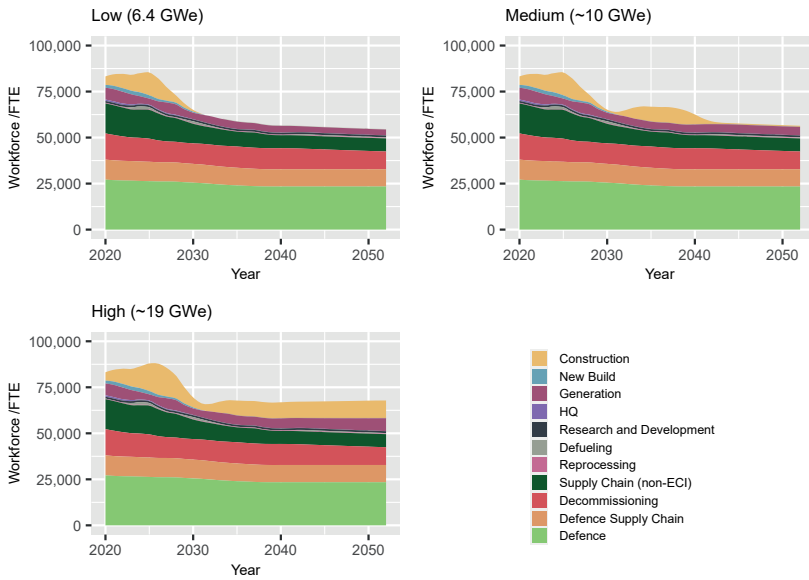 Low (6.4 GWe)
100,000
75,000
50,000
25,000
0
Workforce /FTE
2020 2030 2040 2050
Year
Medium (~10 GWe)
100,000
75,000
50,000
25,000
0
Workforce /FTE
2020 2030 2040 2050
Year
High (~19 GWe)
100,000
75,000
50,000
25,000
0
Workforce /FTE
2020 2030 2040 2050
Year
Construction
New Build
Generation
HQ
Research and Development
Defueling
Reprocessing
Supply Chain (non-ECI)
Decommissioning
Defence Supply Chain
Defence